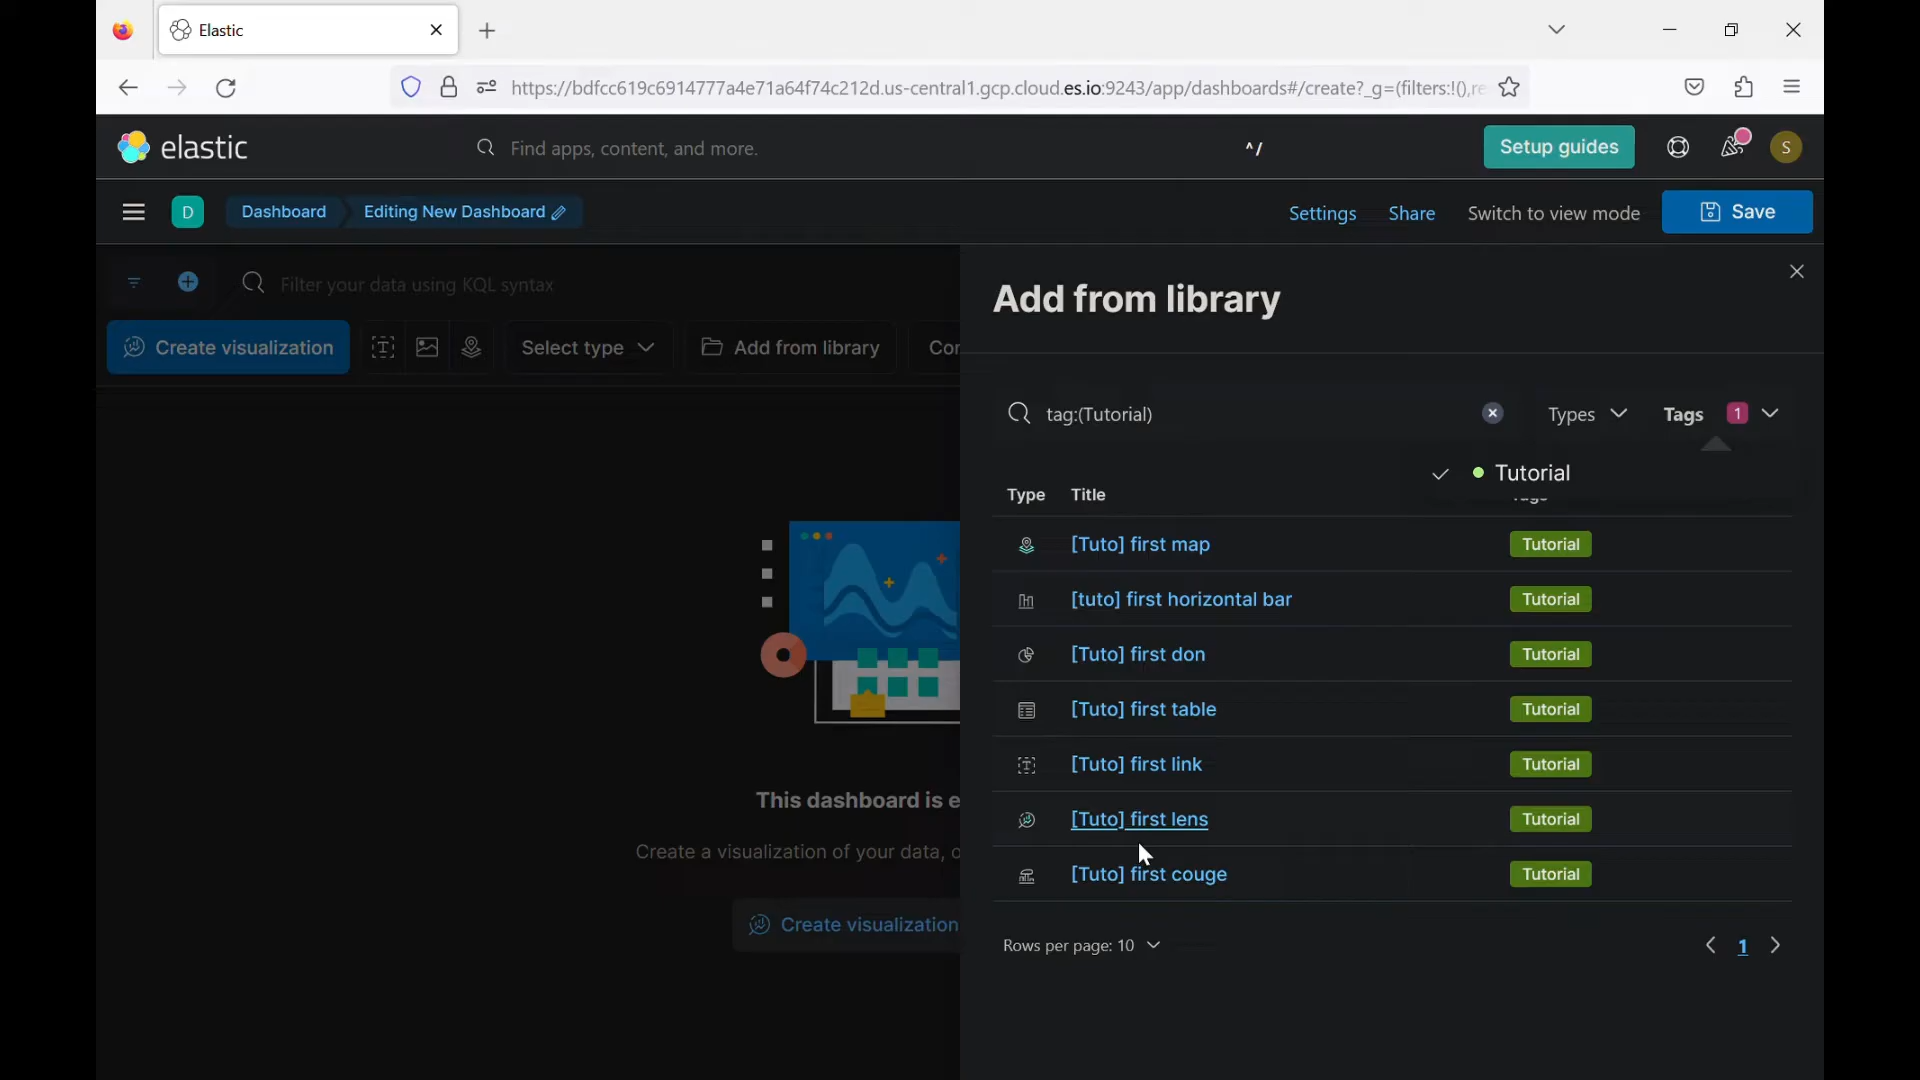 Elastic
https://bdfcc619c6914777a4e71a64f74c212d.us-central1.gcp.cloud.es.io:9243/app/dashboards#/create?_g=(filters:!(),re
elastic
Find apps, content, and more.
^/
Setup guides
S
D
Dashboard
Editing New Dashboard
Settings
Share
Switch to view mode
Save
Filter your data using KQL syntax
Create visualization
Select type
Add from library
Cor
This dashboard is e
Create a visualization of your data, o
Create visualization
Add from library
tag:(Tutorial)
Types
Tags 1
Tutorial
Type Title
[Tuto] first map Tutorial
[tuto] first horizontal bar Tutorial
[Tuto] first don Tutorial
[Tuto] first table Tutorial
[Tuto] first link Tutorial
[Tuto] first lens Tutorial
[Tuto] first couge Tutorial
Rows per page: 10
1